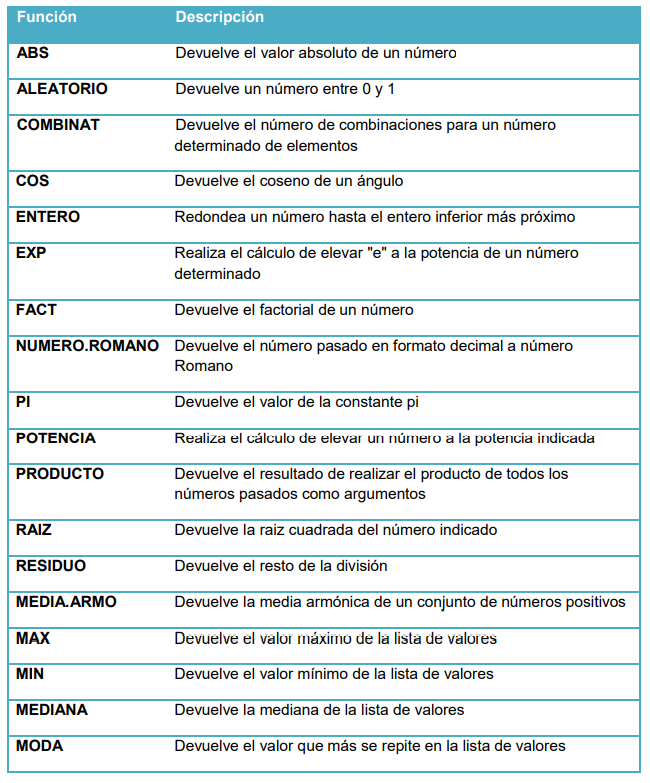 Función Descripción
ABS Devuelve el valor absoluto de un número
ALEATORIO Devuelve un número entre 0 y 1
COMBINAT Devuelve el número de combinaciones para un número
determinado de elementos
COS Devuelve el coseno de un ángulo
ENTERO Redondea un número hasta el entero inferior más próximo
EXP Realiza el cálculo de elevar "e" a la potencia de un número
determinado
FACT Devuelve el factorial de un número
NUMERO.ROMANO Devuelve el número pasado en formato decimal a número
Romano
PI Devuelve el valor de la constante pi
POTENCIA Realiza el cálculo de elevar un número a la potencia indicada
PRODUCTO Devuelve el resultado de realizar el producto de todos los
números pasados como argumentos
RAIZ Devuelve la raiz cuadrada del número indicado
RESIDUO Devuelve el resto de la división
MEDIA.ARMO Devuelve la media armónica de un conjunto de números positivos
MAX Devuelve el valor máximo de la lista de valores
MIN Devuelve el valor mínimo de la lista de valores
MEDIANA Devuelve la mediana de la lista de valores
MODA Devuelve el valor que más se repite en la lista de valores